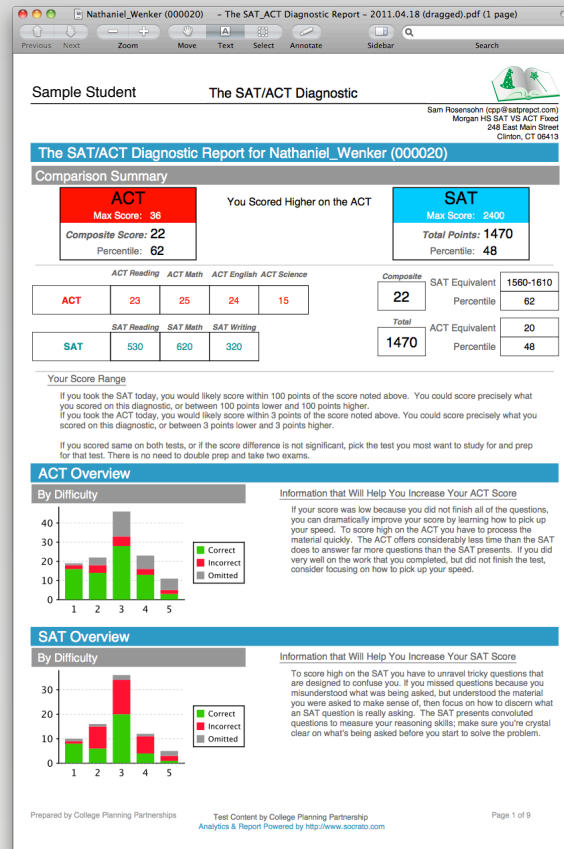 Nathaniel_Wenker (000020) - The SAT_ACT Diagnostic Report - 2011.04.18 (dragged).pdf (1 page)
Previous Next Zoom Move Text Select Annotate Sidebar Search
Sample Student The SAT/ACT Diagnostic
Sam Rosensohn (cpp@satprepct.com)
Morgan HS SAT VS ACT Fixed
248 East Main Street
Clinton, CT 06413
The SAT/ACT Diagnostic Report for Nathaniel_Wenker (000020)
Comparison Summary
ACT
Max Score: 36
Composite Score: 22
Percentile: 62
You Scored Higher on the ACT
SAT
Max Score: 2400
Total Points: 1470
Percentile: 48
ACT Reading ACT Math ACT English ACT Science
ACT 23 25 24 15
SAT Reading SAT Math SAT Writing
SAT 530 620 320
Composite
22
SAT Equivalent 1560-1610
Percentile 62
Total
1470
ACT Equivalent 20
Percentile 48
Your Score Range
If you took the SAT today, you would likely score within 100 points of the score noted above. You could score precisely what
you scored on this diagnostic, or between 100 points lower and 100 points higher.
If you took the ACT today, you would likely score within 3 points of the score noted above. You could score precisely what you
scored on this diagnostic, or between 3 points lower and 3 points higher.
If you scored same on both tests, or if the score difference is not significant, pick the test you most want to study for and prep
for that test. There is no need to double prep and take two exams.
ACT Overview
By Difficulty
40
30
20
10
0
1 2 3 4 5
Correct
Incorrect
Omitted
Information that Will Help You Increase Your ACT Score
If your score was low because you did not finish all of the questions,
you can dramatically improve your score by learning how to pick up
your speed. To score high on the ACT you have to process the
material quickly. The ACT offers considerably less time than the SAT
does to answer far more questions than the SAT presents. If you did
very well on the work that you completed, but did not finish the test,
consider focusing on how to pick up your speed.
SAT Overview
By Difficulty
30
20
10
0
1 2 3 4 5
Correct
Incorrect
Omitted
Information that Will Help You Increase Your SAT Score
To score high on the SAT you have to unravel tricky questions that
are designed to confuse you. If you missed questions because you
misunderstood what was being asked, but understood the material
you were asked to make sense of, then focus on how to discern what
an SAT question is really asking. The SAT presents convoluted
questions to measure your reasoning skills; make sure you're crystal
clear on what's being asked before you start to solve the problem.
Prepared by College Planning Partnerships
Test Content by College Planning Partnership
Analytics & Report Powered by http://www.socrato.com
Page 1 of 9